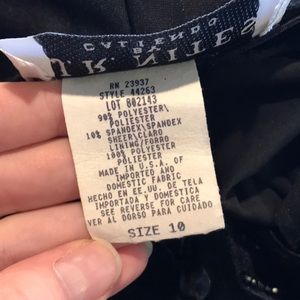 RN 23937
STYLE 44263
LOT 802143
90% POLYESTER\
POLIESTER
10% SPANDEX\SPANDEX
SHEER\CLARO
LINING/FORRO
100% POLYESTER\
POLIESTER
MADE IN U.S.A. OF
IMPORTED AND
DOMESTIC FABRIC
HECHO EN EE.UU. DE TELA
IMPORTADA Y DOMESTICA
SEE REVERSE FOR CARE
VER AL DORSO PARA CUIDADO
SIZE 10